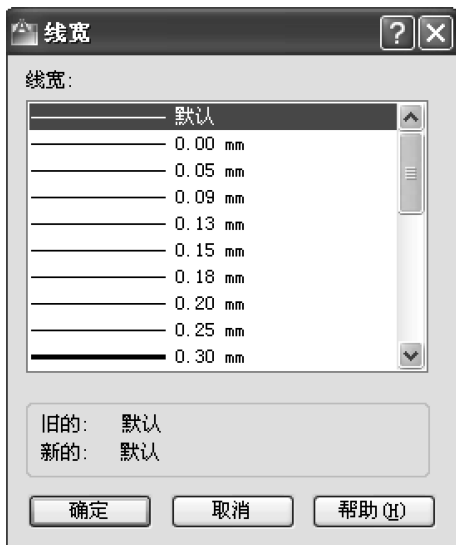 线宽
线宽:
默认
0.00 mm
0.05 mm
0.09 mm
0.13 mm
0.15 mm
0.18 mm
0.20 mm
0.25 mm
0.30 mm
旧的: 默认
新的: 默认
确定 取消 帮助(H)